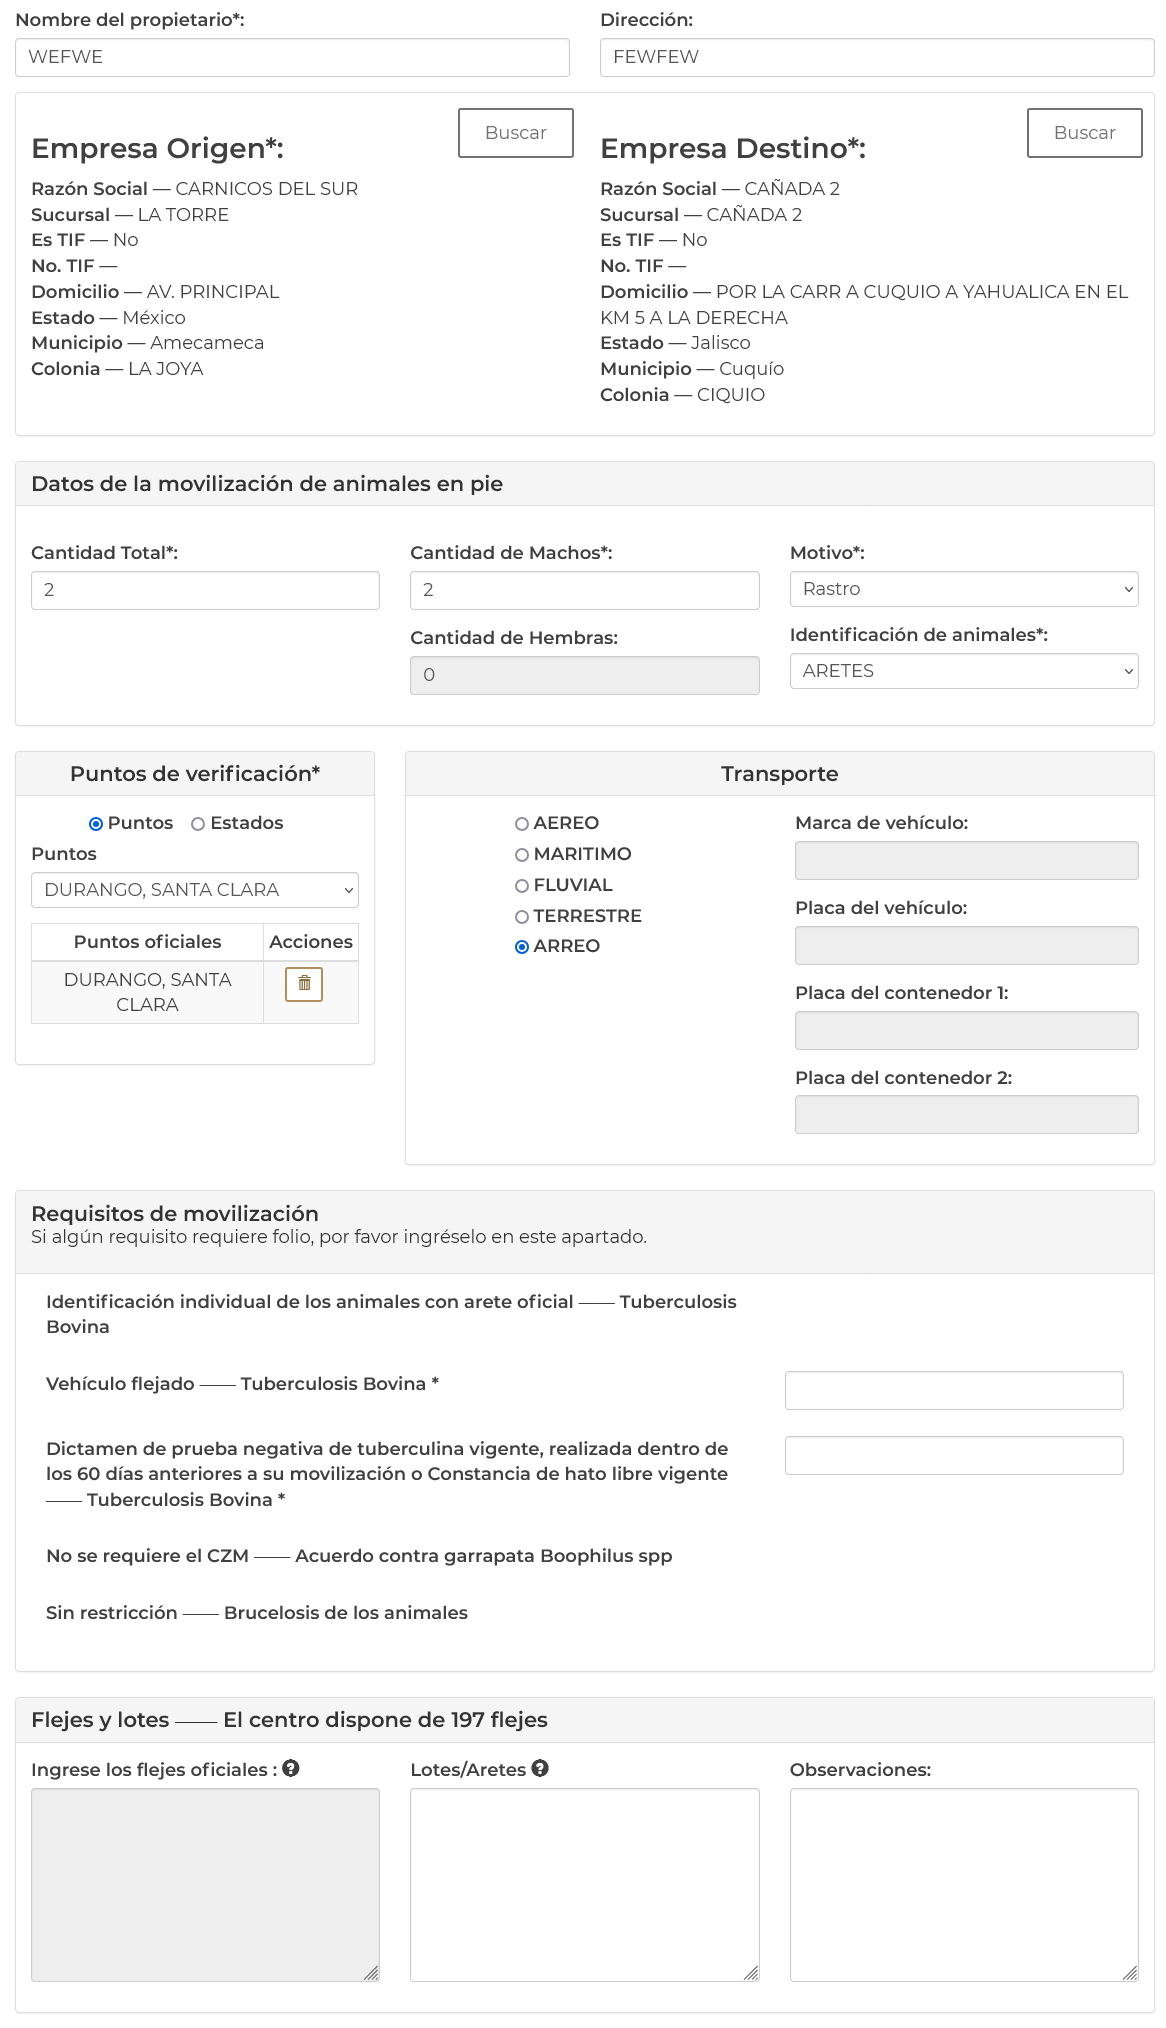 Nombre del propietario*:
WEFWE
Dirección:
FEWFEW
Empresa Origen*:
Buscar
Razón Social — CARNICOS DEL SUR
Sucursal — LA TORRE
Es TIF — No
No. TIF —
Domicilio — AV. PRINCIPAL
Estado — México
Municipio — Amecameca
Colonia — LA JOYA
Empresa Destino*:
Buscar
Razón Social — CAÑADA 2
Sucursal — CAÑADA 2
Es TIF — No
No. TIF —
Domicilio — POR LA CARR A CUQUIO A YAHUALICA EN EL
KM 5 A LA DERECHA
Estado — Jalisco
Municipio — Cuquío
Colonia — CIQUIO
Datos de la movilización de animales en pie
Cantidad Total*:
2
Cantidad de Machos*:
2
Cantidad de Hembras:
0
Motivo*:
Rastro
Identificación de animales*:
ARETES
Puntos de verificación*
Puntos
Estados
Puntos
DURANGO, SANTA CLARA
Puntos oficiales
Acciones
DURANGO, SANTA
CLARA
Transporte
AEREO
MARITIMO
FLUVIAL
TERRESTRE
ARREO
Marca de vehículo:
Placa del vehículo:
Placa del contenedor 1:
Placa del contenedor 2:
Requisitos de movilización
Si algún requisito requiere folio, por favor ingréselo en este apartado.
Identificación individual de los animales con arete oficial —— Tuberculosis
Bovina
Vehículo flejado —— Tuberculosis Bovina *
Dictamen de prueba negativa de tuberculina vigente, realizada dentro de
los 60 días anteriores a su movilización o Constancia de hato libre vigente
—— Tuberculosis Bovina *
No se requiere el CZM —— Acuerdo contra garrapata Boophilus spp
Sin restricción —— Brucelosis de los animales
Flejes y lotes —— El centro dispone de 197 flejes
Ingrese los flejes oficiales :
Lotes/Aretes
Observaciones: